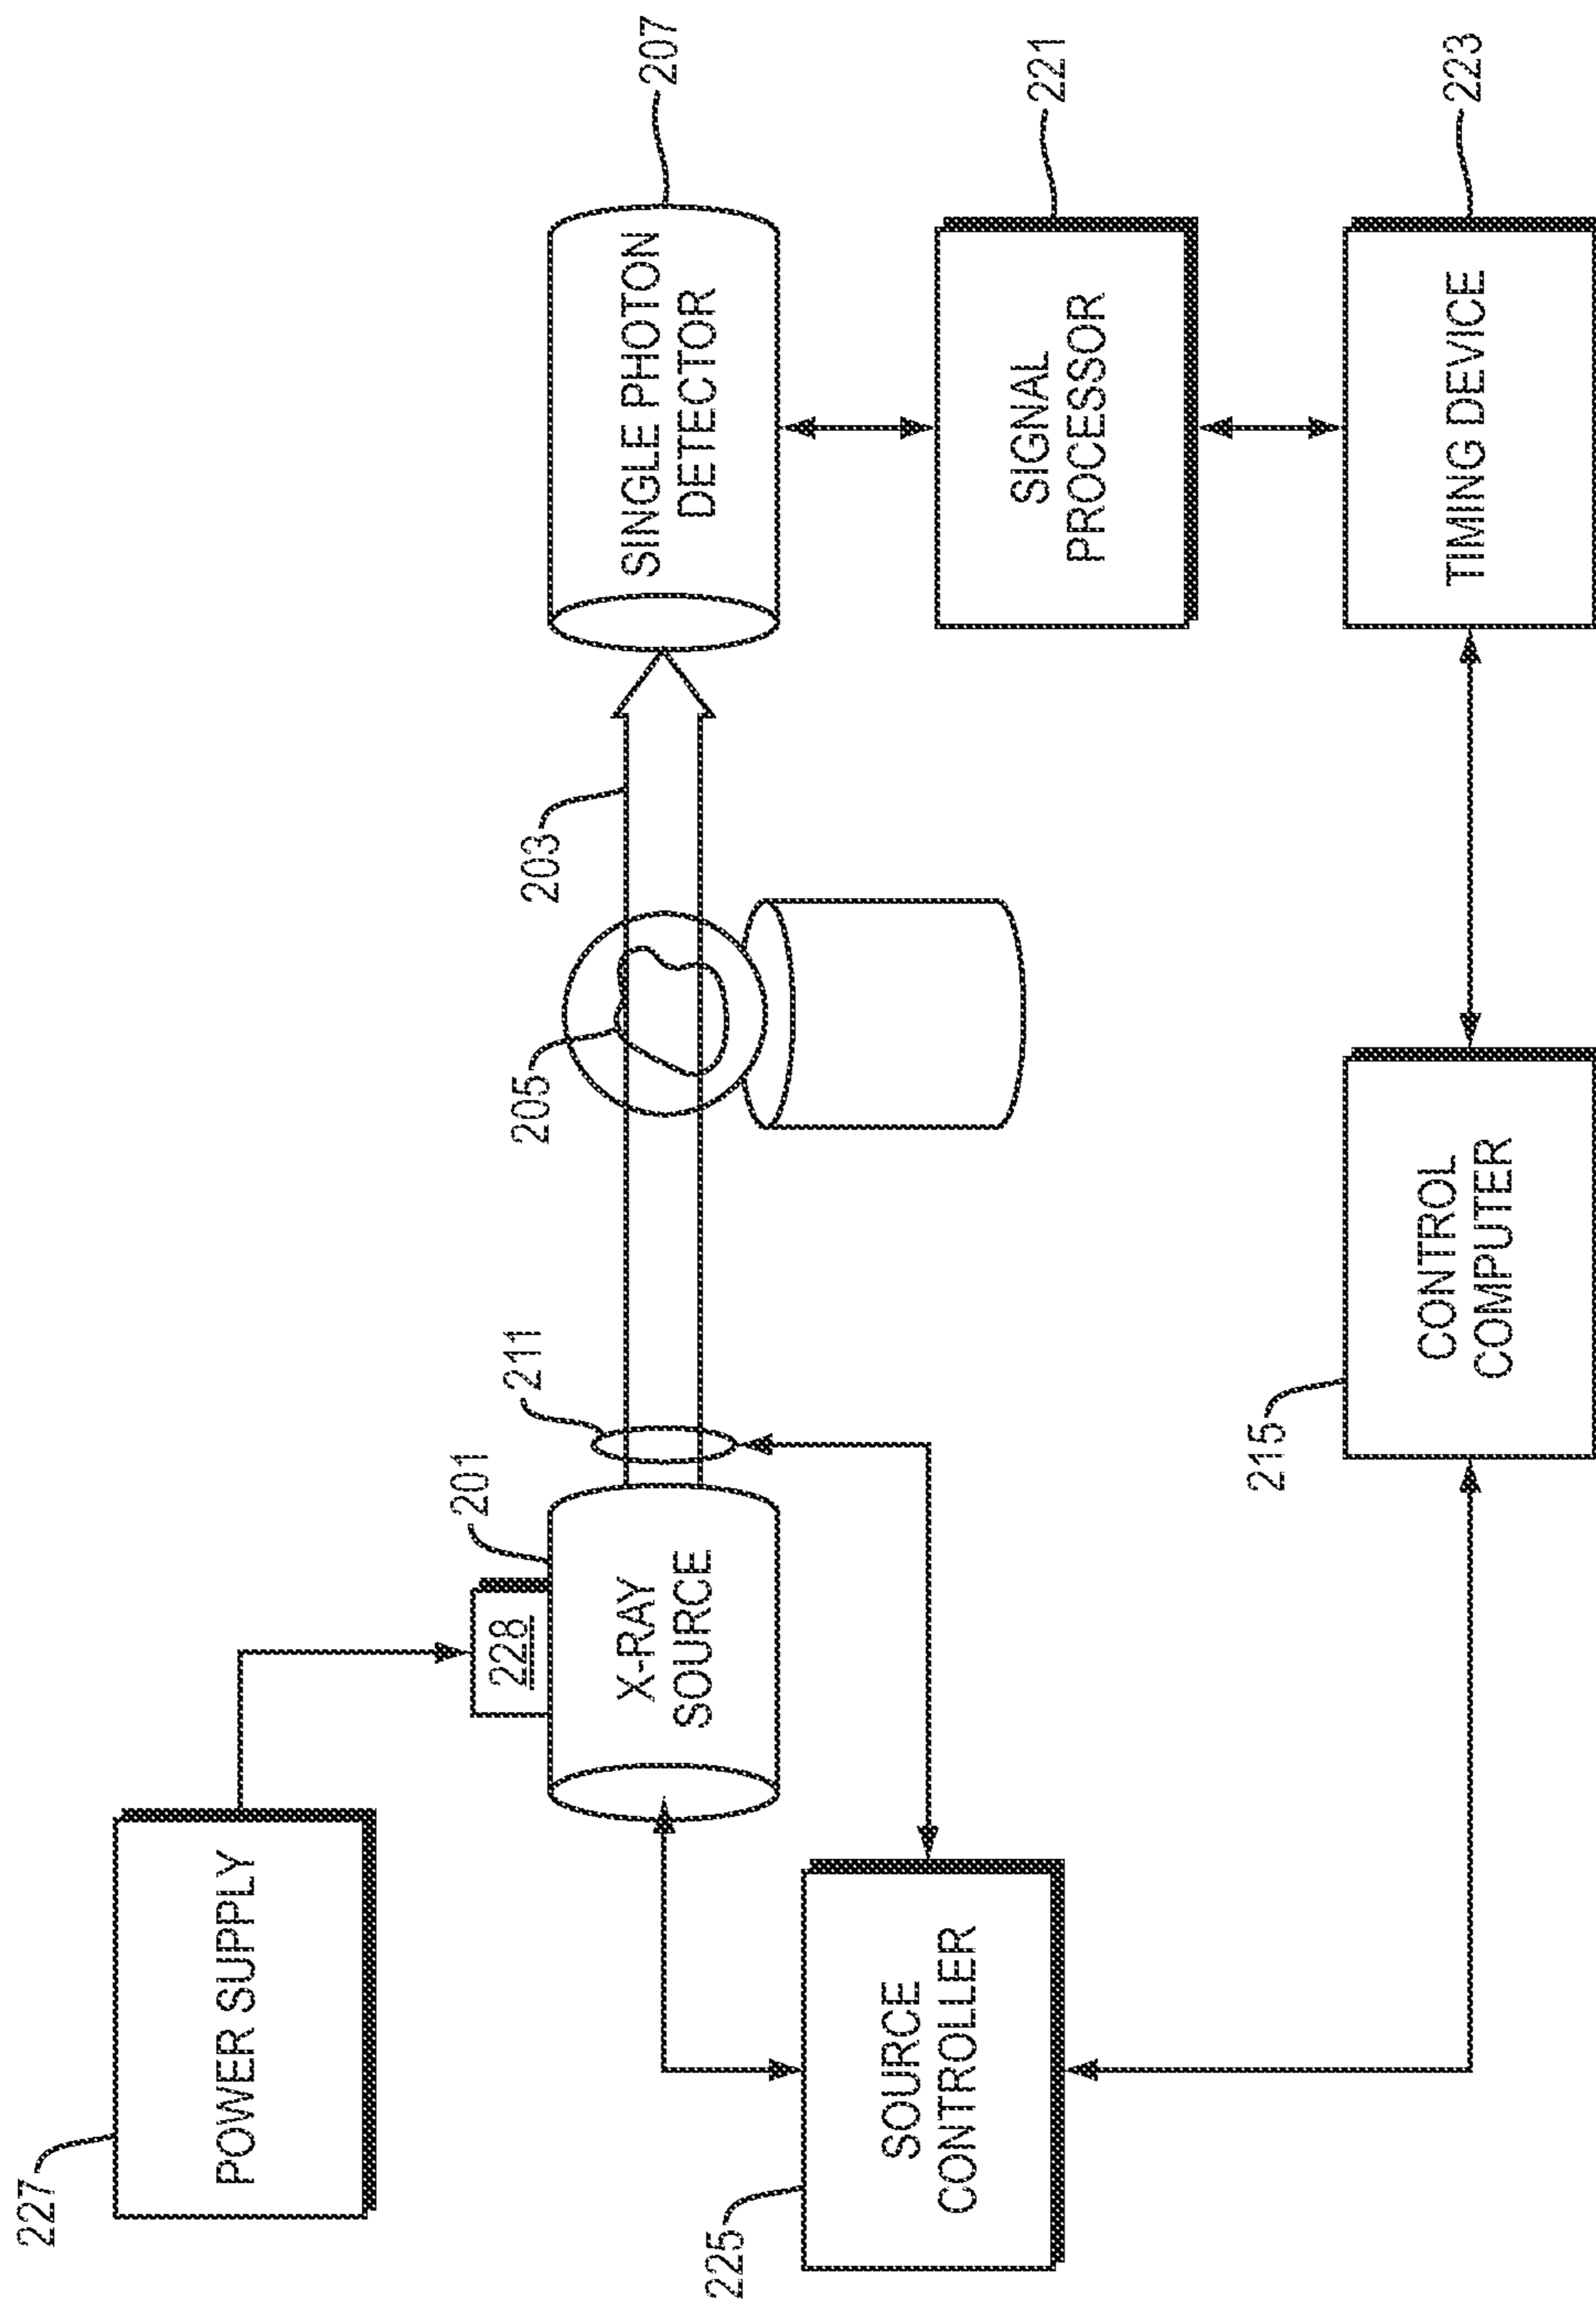 227
POWER SUPPLY
228
201
X-RAY
SOURCE
211
205
203
207
SINGLE PHOTON
DETECTOR
225
SOURCE
CONTROLLER
221
SIGNAL
PROCESSOR
215
CONTROL
COMPUTER
223
TIMING DEVICE